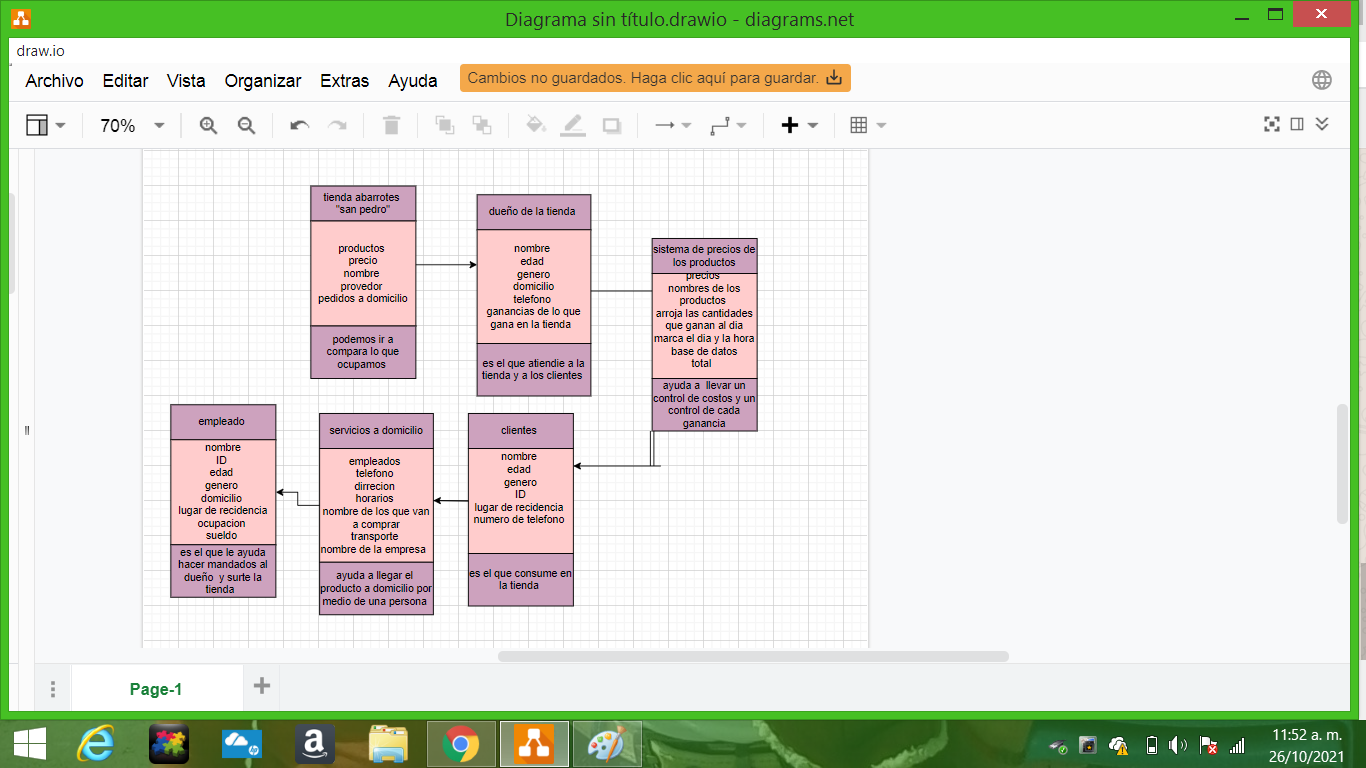 Diagrama sin título.drawio - diagrams.net
draw.io
Archivo Editar Vista Organizar Extras Ayuda
Cambios no guardados. Haga clic aquí para guardar.
70%
tienda abarrotes
"san pedro"
productos
precio
nombre
provedor
pedidos a domicilio
podemos ir a
compara lo que
ocupamos
dueño de la tienda
nombre
edad
genero
domicilio
telefono
ganancias de lo que
gana en la tienda
es el que atiendie a la
tienda y a los clientes
sistema de precios de
los productos
precios
nombres de los
productos
arroja las cantidades
que ganan al dia
marca el dia y la hora
base de datos
total
ayuda a llevar un
control de costos y un
control de cada
ganancia
empleado
nombre
ID
edad
genero
domicilio
lugar de residencia
ocupacion
sueldo
es el que le ayuda
hacer mandados al
dueño y surte la
tienda
servicios a domicilio
empleados
telefono
dirrecion
horarios
nombre de los que van
a comprar
transporte
nombre de la empresa
ayuda a llegar el
producto a domicilio por
medio de una persona
clientes
nombre
edad
genero
ID
lugar de residencia
numero de telefono
es el que consume en
la tienda
Page-1
11:52 a. m.
26/10/2021